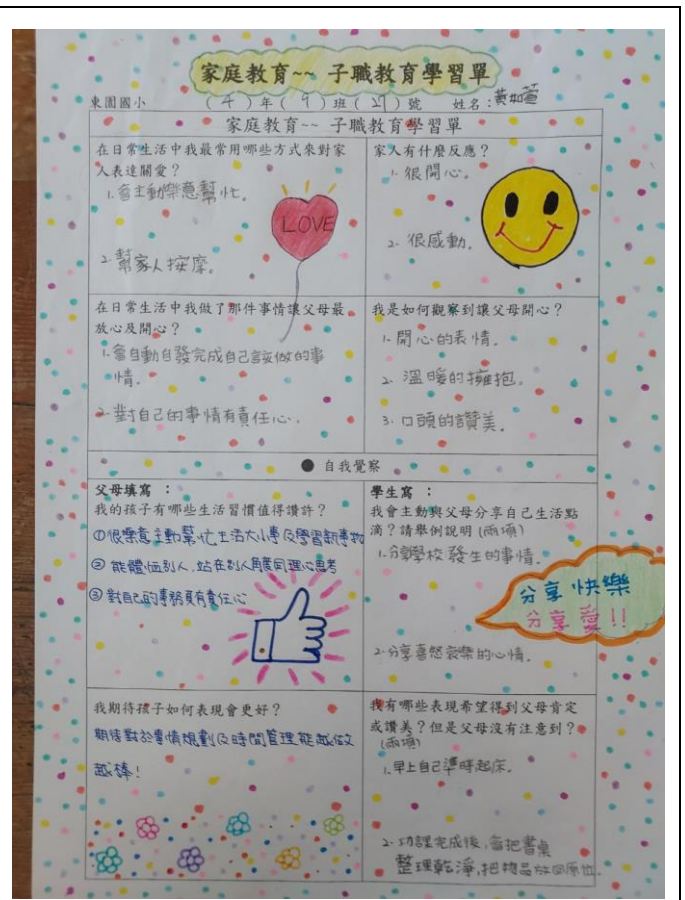 家庭教育~~ 子職教育學習單
東園國小 (4)年(9)班(21)號 姓名:黃如萱
家庭教育~~ 子職教育學習單
在日常生活中我最常用哪些方式來對家
人表達關愛?
1. 會主動樂意幫忙。
LOVE
2. 幫家人按摩。
家人有什麼反應?
1. 很開心。
2. 很感動。
在日常生活中我做了那件事情讓父母最
放心及開心?
1. 會自動自發完成自己該做的事
情。
2. 對自己的事情有責任心。
我是如何觀察到讓父母開心?
1. 開心的表情。
2. 溫暖的擁抱。
3. 口頭的讚美。
● 自我覺察
父母填寫 :
我的孩子有哪些生活習慣值得讚許?
①很樂意主動幫忙生活大小事及學習新事物
② 能體恤別人,站在別人角度同理心思考
③ 對自己的事務更有責任心
學生寫 :
我會主動與父母分享自己生活點
滴?請舉例說明(兩項)
1. 分享學校發生的事情。
分享快樂
分享愛!!
2. 分享喜怒哀樂的心情。
我期待孩子如何表現會更好?
期待對於事情規劃及時間管理能越做
越棒!
我有哪些表現希望得到父母肯定
或讚美?但是父母沒有注意到?
(兩項)
1. 早上自己準時起床。
2. 功課完成後,會把書桌
整理乾淨,把物品放回原位。